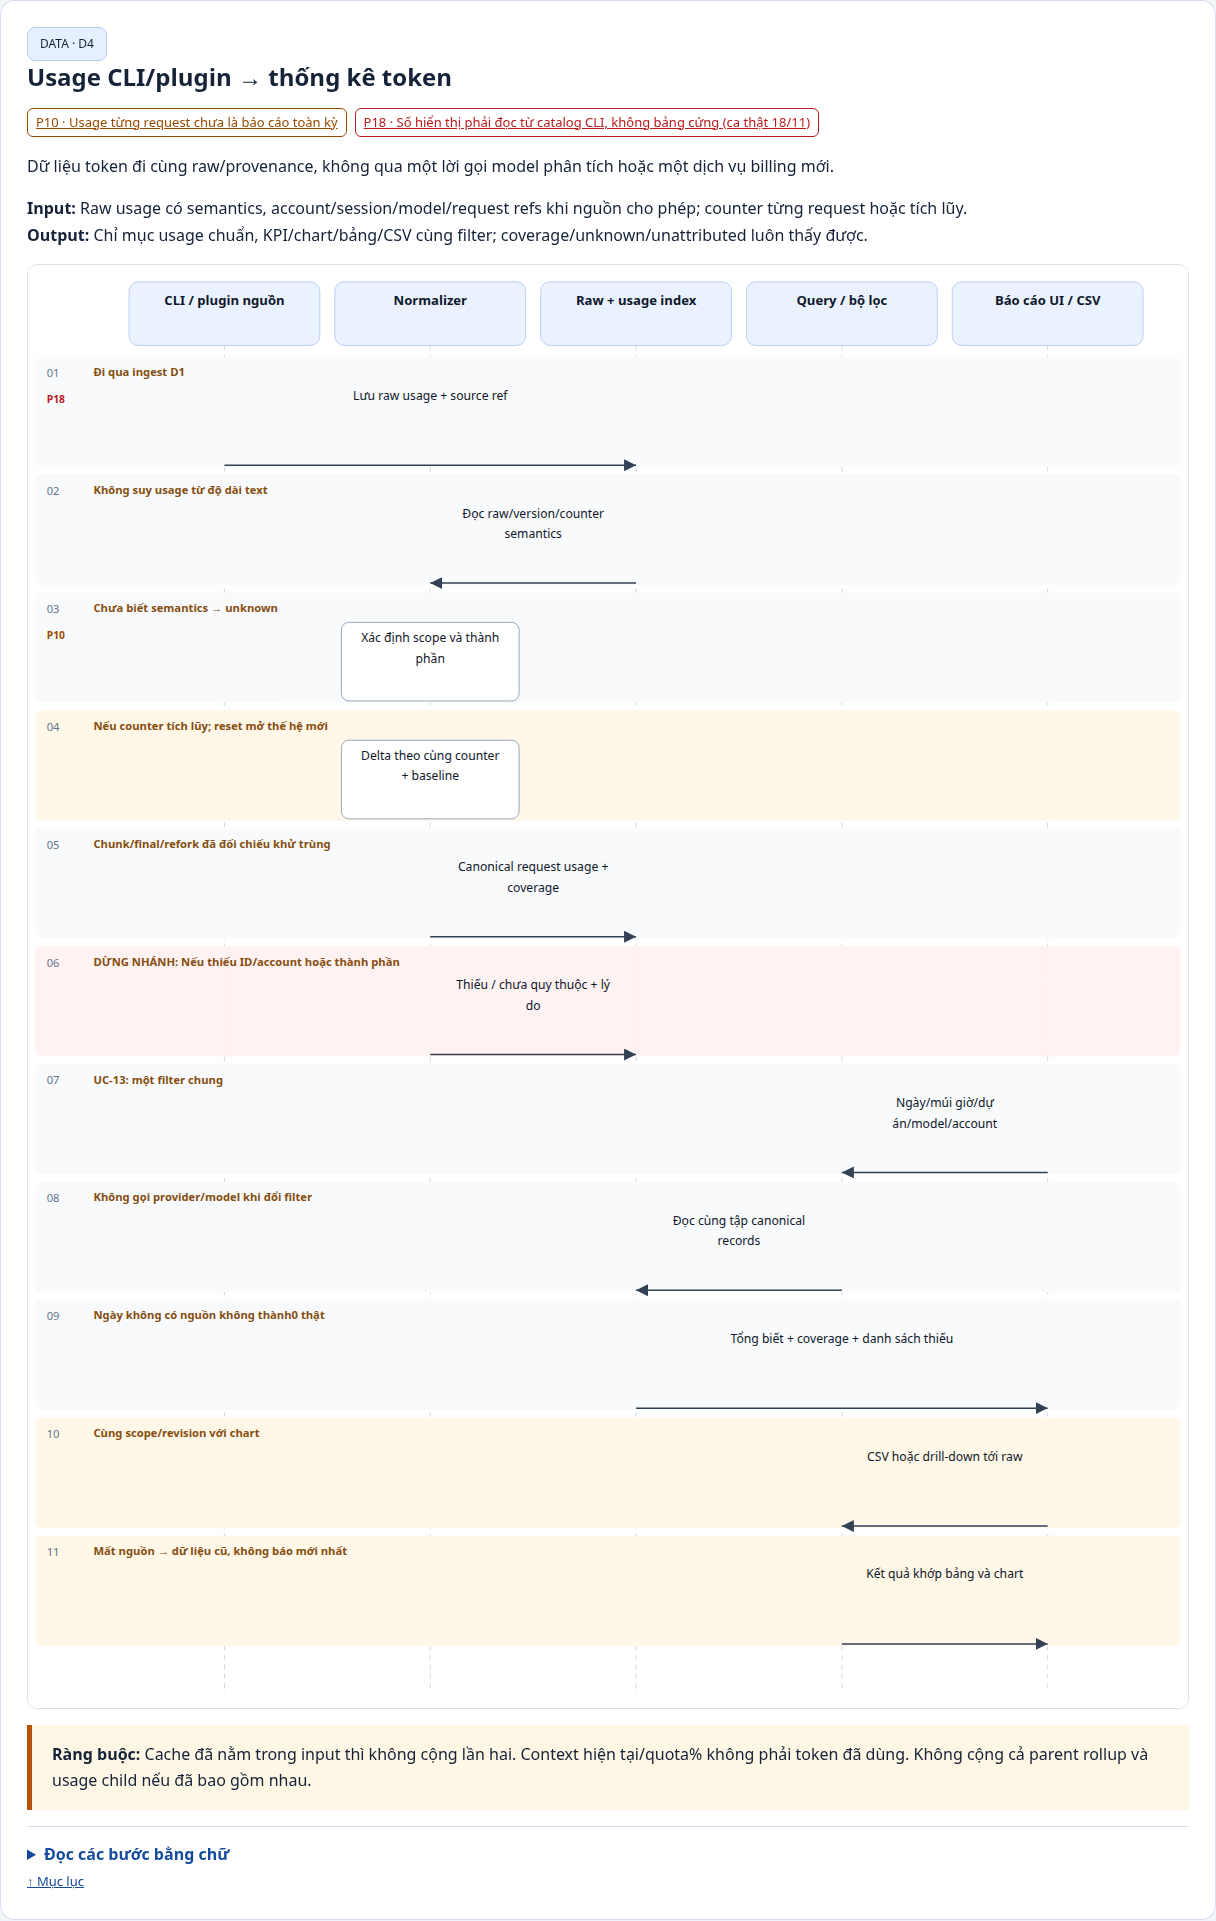 DATA · D4
Usage CLI/plugin → thống kê token
P10 · Usage từng request chưa là báo cáo toàn kỳ
P18 · Số hiển thị phải đọc từ catalog CLI, không bảng cứng (ca thật 18/11)
Dữ liệu token đi cùng raw/provenance, không qua một lời gọi model phân tích hoặc một dịch vụ billing mới.
Input: Raw usage có semantics, account/session/model/request refs khi nguồn cho phép; counter từng request hoặc tích lũy.
Output: Chỉ mục usage chuẩn, KPI/chart/bảng/CSV cùng filter; coverage/unknown/unattributed luôn thấy được.
CLI / plugin nguồn
Normalizer
Raw + usage index
Query / bộ lọc
Báo cáo UI / CSV
01
Đi qua ingest D1
P18
Lưu raw usage + source ref
02
Không suy usage từ độ dài text
Đọc raw/version/counter
semantics
03
Chưa biết semantics → unknown
P10
Xác định scope và thành
phần
04
Nếu counter tích lũy; reset mở thế hệ mới
Delta theo cùng counter
+ baseline
05
Chunk/final/refork đã đối chiếu khử trùng
Canonical request usage +
coverage
06
DỪNG NHÁNH: Nếu thiếu ID/account hoặc thành phần
Thiếu / chưa quy thuộc + lý
do
07
UC-13: một filter chung
Ngày/múi giờ/dự
án/model/account
08
Không gọi provider/model khi đổi filter
Đọc cùng tập canonical
records
09
Ngày không có nguồn không thành0 thật
Tổng biết + coverage + danh sách thiếu
10
Cùng scope/revision với chart
CSV hoặc drill-down tới raw
11
Mất nguồn → dữ liệu cũ, không báo mới nhất
Kết quả khớp bảng và chart
Ràng buộc: Cache đã nằm trong input thì không cộng lần hai. Context hiện tại/quota% không phải token đã dùng. Không cộng cả parent rollup và
usage child nếu đã bao gồm nhau.
▶ Đọc các bước bằng chữ
↑ Mục lục